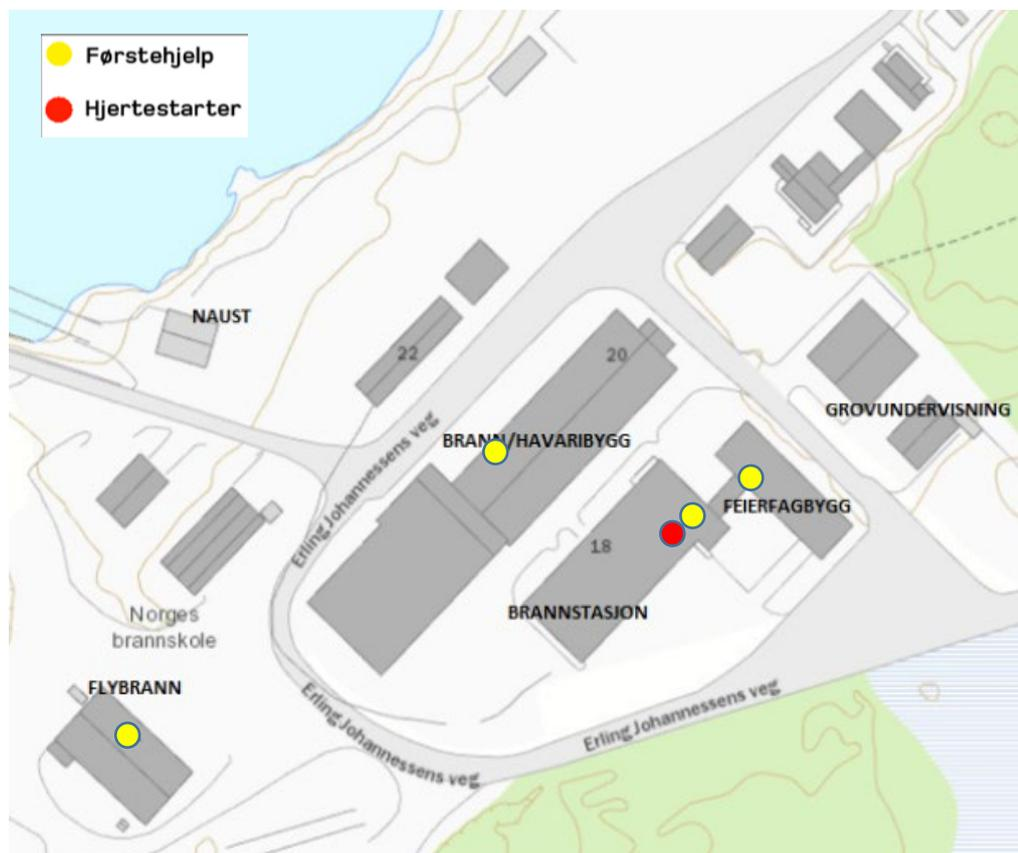 Førstehjelp
Hjertestarter
NAUST
22
20
GROVUNDERVISNING
Erling Johannessens veg
BRANN/HAVARIBYGG
FEIERFAGBYGG
18
BRANNSTASJON
Norges
brannskole
FLYBRANN
Erling Johannessens veg
Erling Johannessens veg